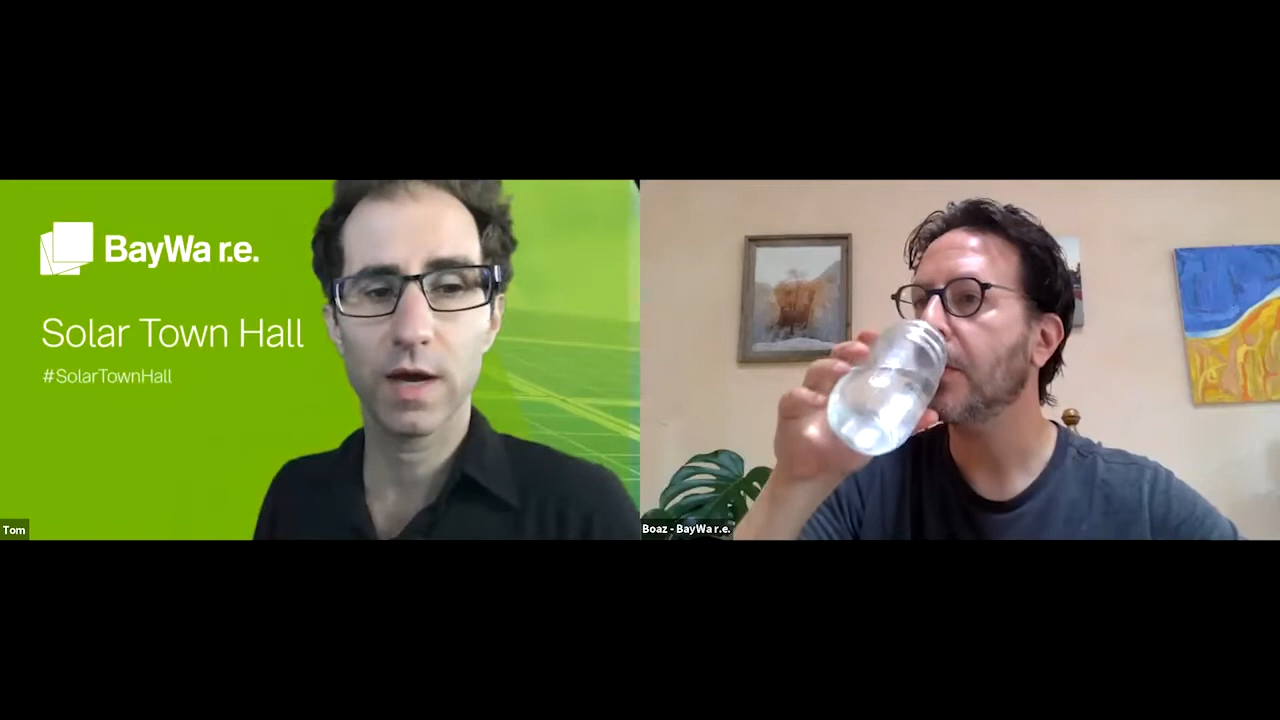 BayWa r.e.
Solar Town Hall
#SolarTownHall
Tom
Boaz - BayWa r.e.